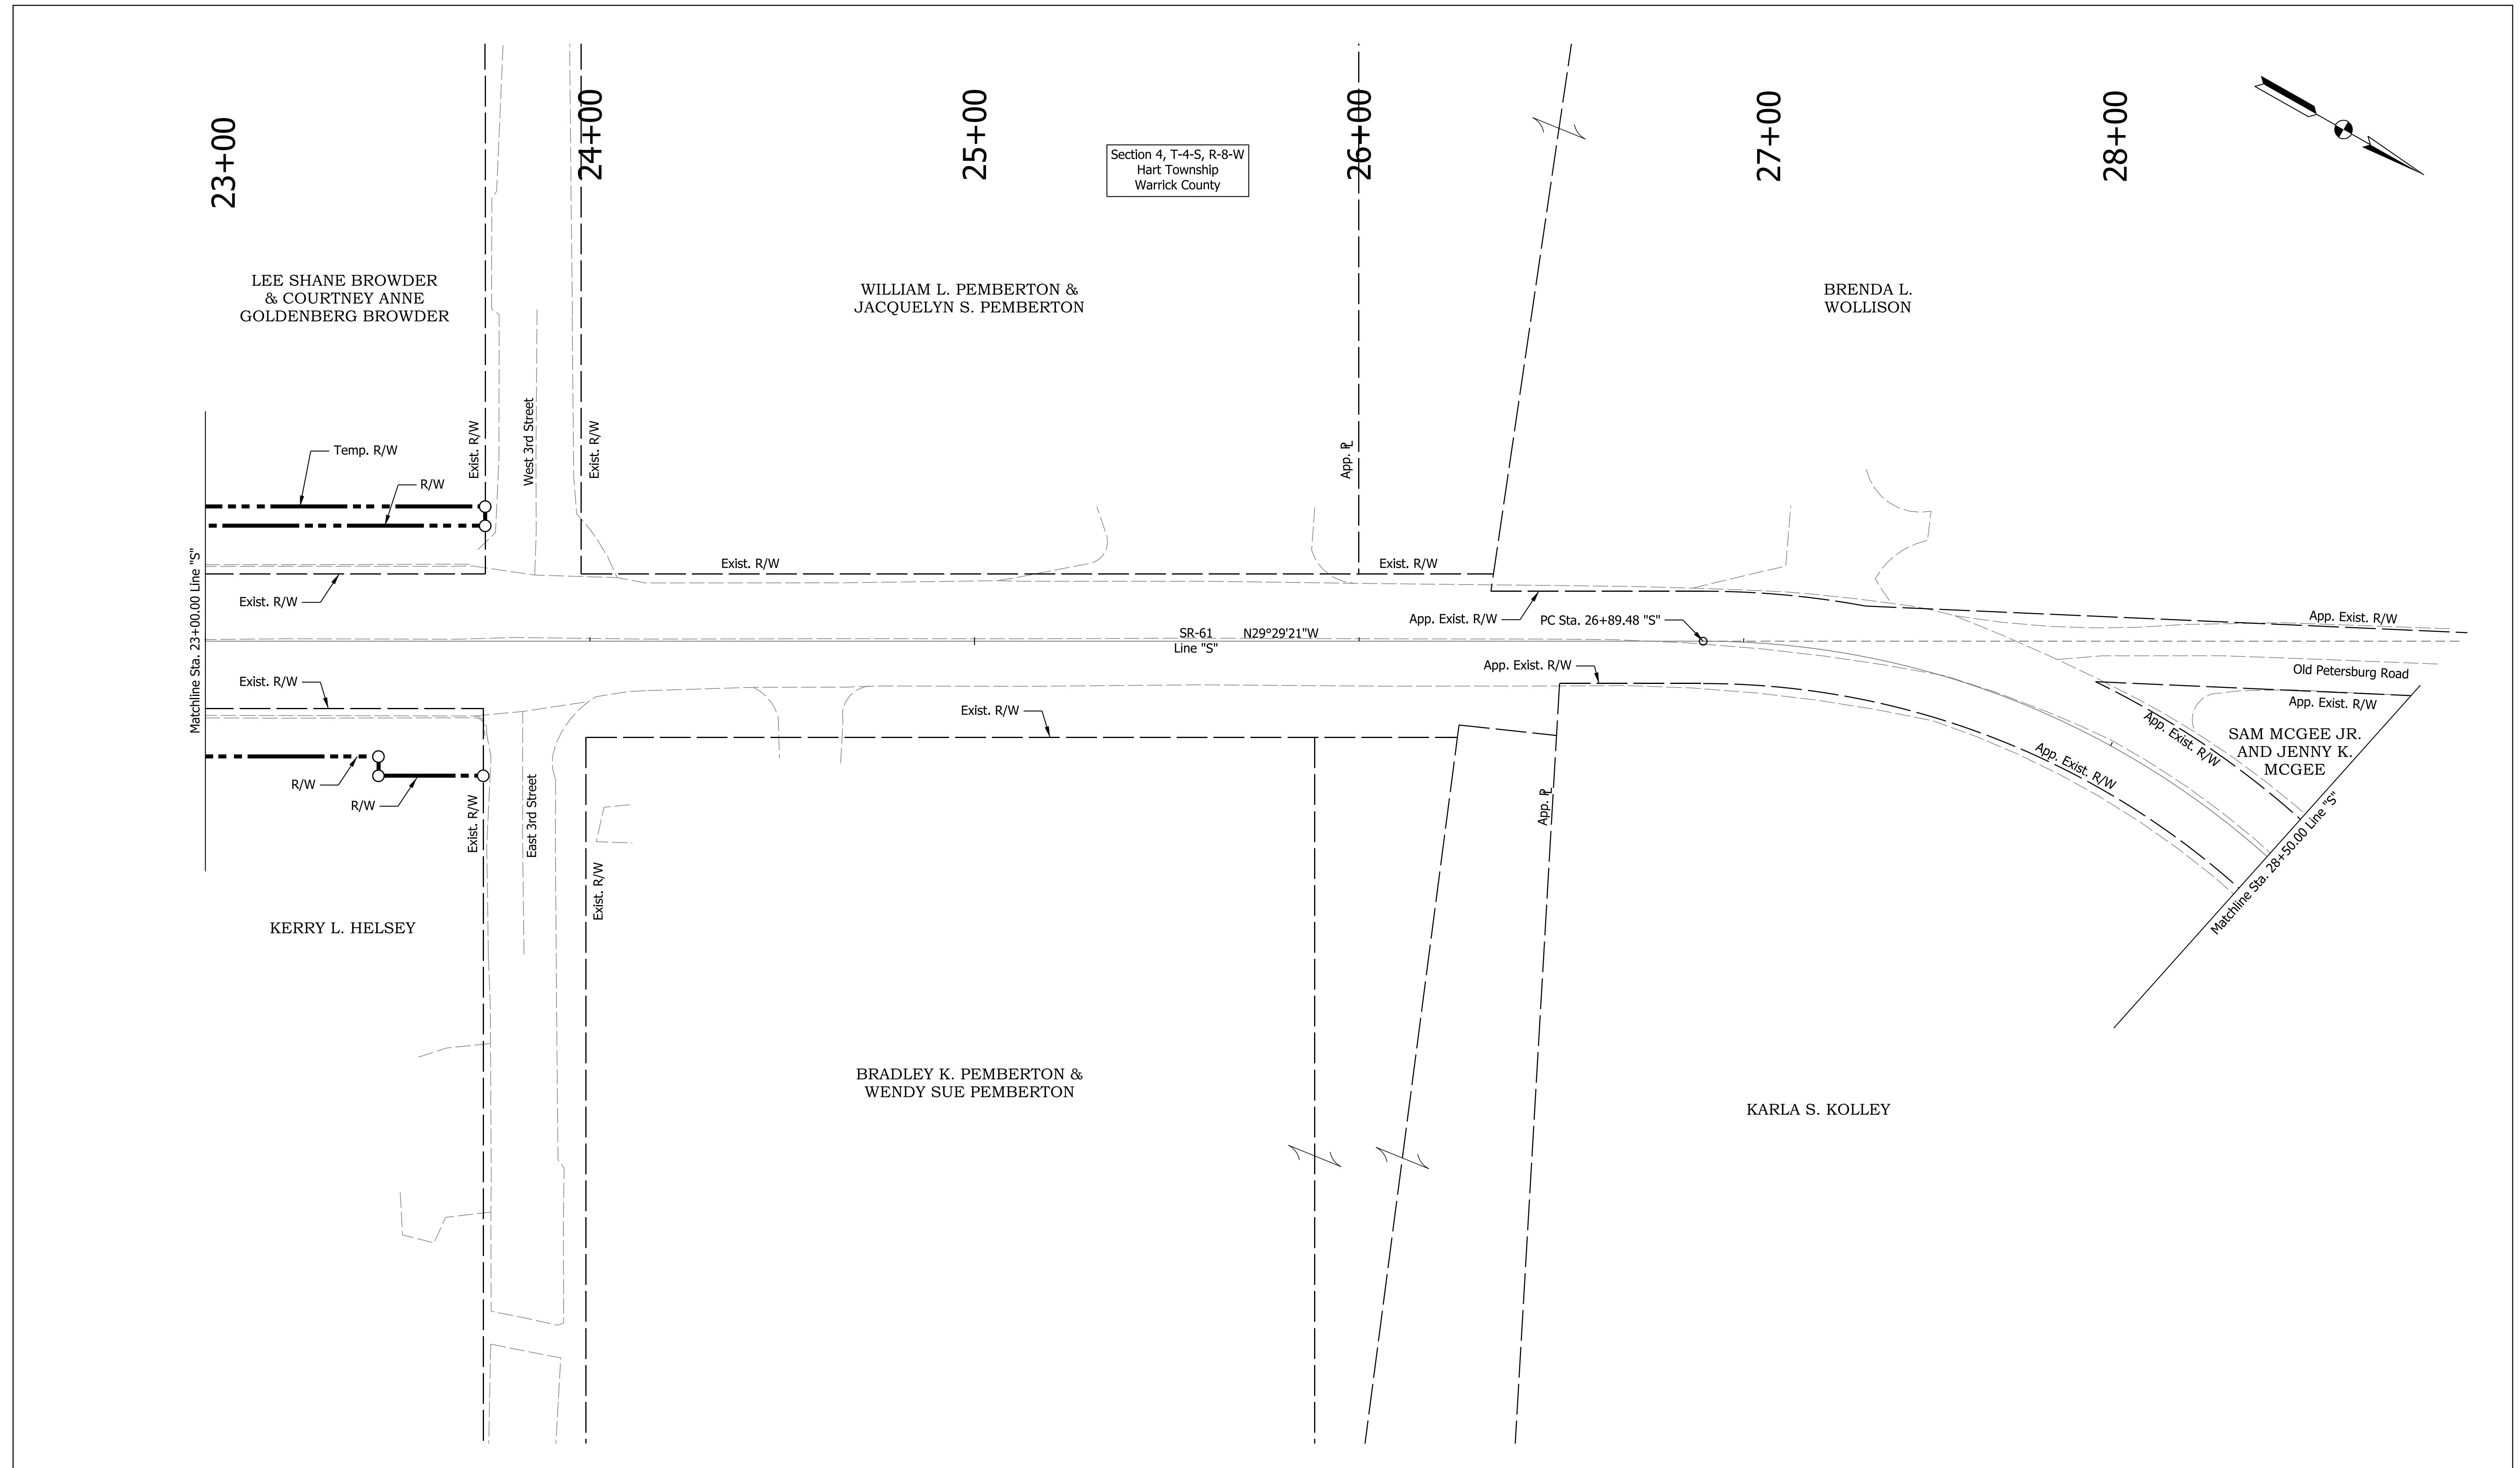 23+00
24+00
25+00
26+00
27+00
28+00
Section 4, T-4-S, R-8-W
Hart Township
Warrick County
LEE SHANE BROWDER
& COURTNEY ANNE
GOLDENBERG BROWDER
WILLIAM L. PEMBERTON &
JACQUELYN S. PEMBERTON
BRENDA L.
WOLLISON
Temp. R/W
R/W
Exist. R/W
West 3rd Street
Exist. R/W
App. PL
Exist. R/W
Exist. R/W
Matchline Sta. 23+00.00 Line "S"
Exist. R/W
App. Exist. R/W
PC Sta. 26+89.48 "S"
App. Exist. R/W
SR-61 N29°29'21"W
Line "S"
App. Exist. R/W
Old Petersburg Road
Exist. R/W
Exist. R/W
App. Exist. R/W
App. Exist. R/W
App. Exist. R/W
SAM MCGEE JR.
AND JENNY K.
MCGEE
R/W
R/W
Exist. R/W
East 3rd Street
Exist. R/W
App. PL
Matchline Sta. 28+50.00 Line "S"
KERRY L. HELSEY
BRADLEY K. PEMBERTON &
WENDY SUE PEMBERTON
KARLA S. KOLLEY